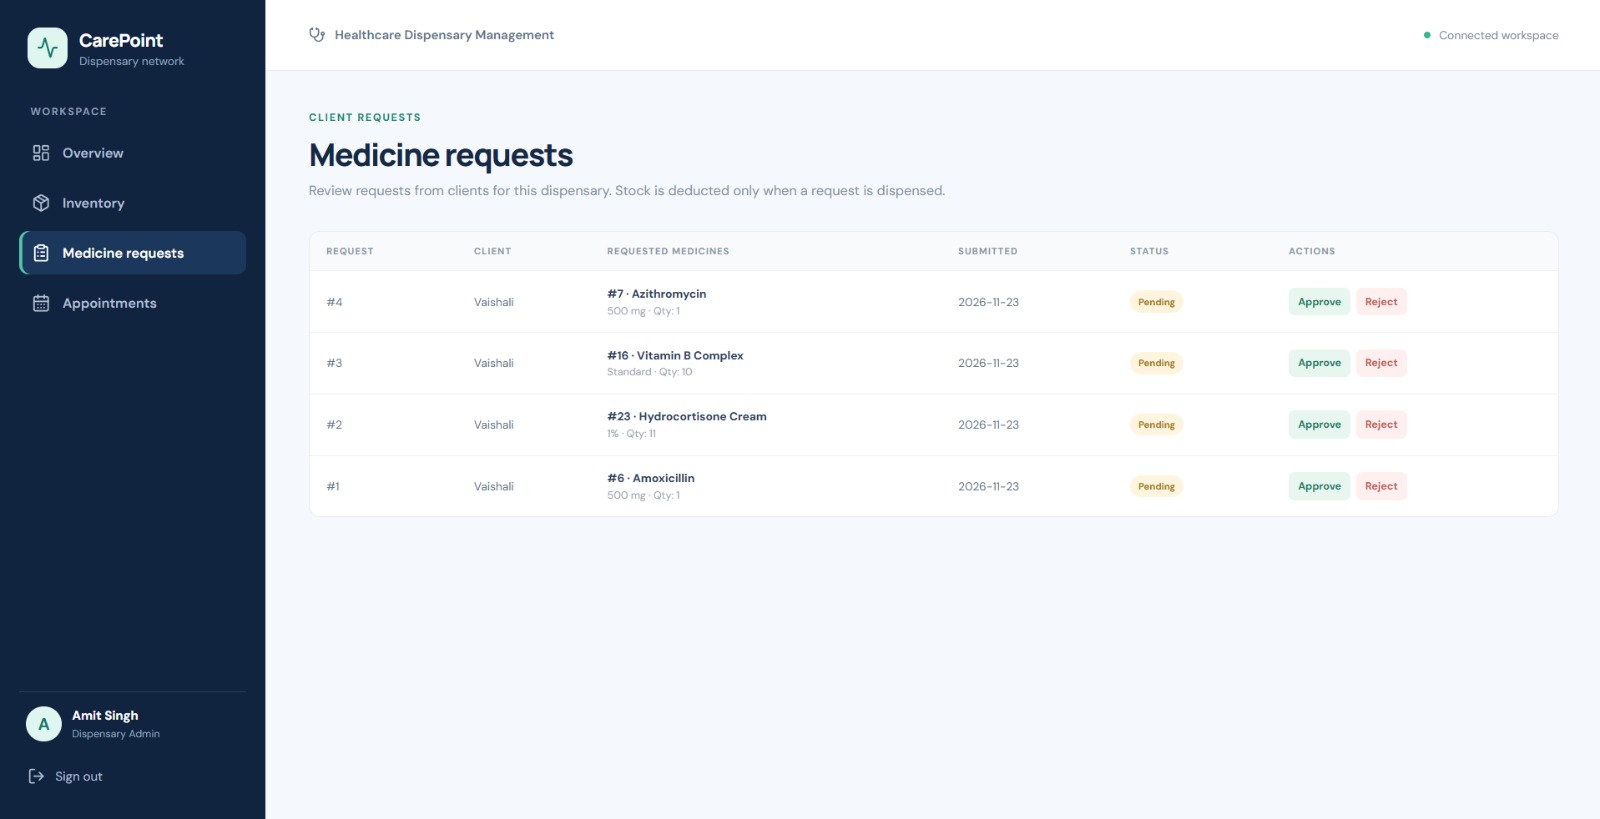 CarePoint
Dispensary network
WORKSPACE
Overview
Inventory
Medicine requests
Appointments
Amit Singh
Dispensary Admin
A
Sign out
Healthcare Dispensary Management
Connected workspace
CLIENT REQUESTS
Medicine requests
Review requests from clients for this dispensary. Stock is deducted only when a request is dispensed.
REQUEST CLIENT REQUESTED MEDICINES SUBMITTED STATUS ACTIONS
#4 Vaishali #7 · Azithromycin 2026-11-23 Pending Approve Reject
500 mg · Qty: 1
#3 Vaishali #16 · Vitamin B Complex 2026-11-23 Pending Approve Reject
Standard · Qty: 10
#2 Vaishali #23 · Hydrocortisone Cream 2026-11-23 Pending Approve Reject
1% · Qty: 11
#1 Vaishali #6 · Amoxicillin 2026-11-23 Pending Approve Reject
500 mg · Qty: 1